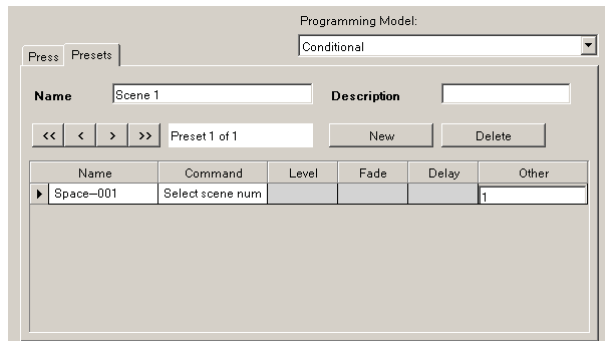 Programming Model:
Conditional
Press Presets
Name Scene 1 Description
<< < > >> Preset 1 of 1 New Delete
Name Command Level Fade Delay Other
Space--001 Select scene num 1